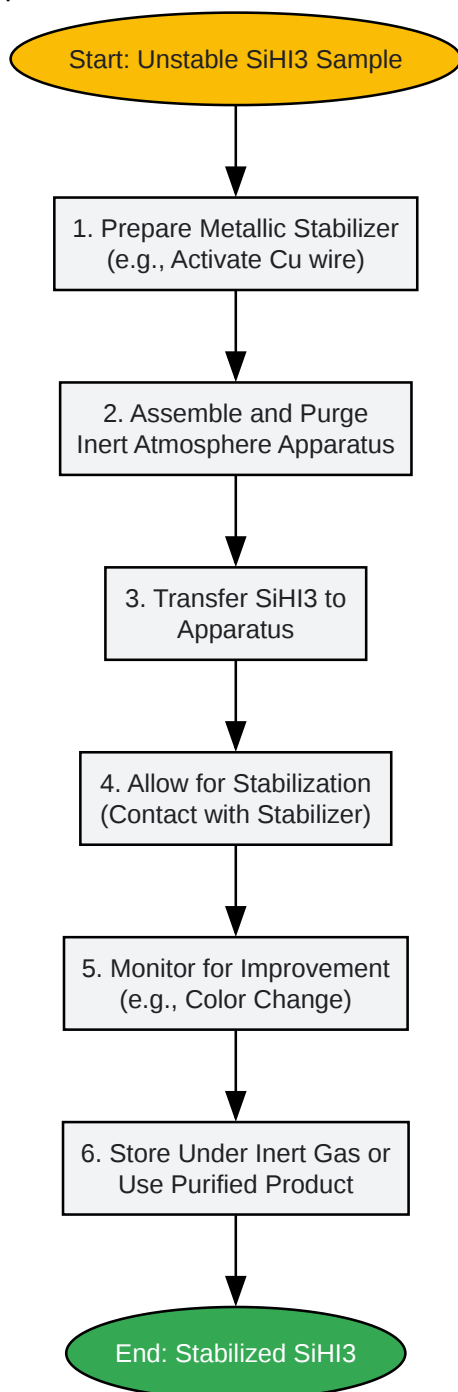 Start: Unstable SiHI3 Sample
1. Prepare Metallic Stabilizer
(e.g., Activate Cu wire)
2. Assemble and Purge
Inert Atmosphere Apparatus
3. Transfer SiHI3 to
Apparatus
4. Allow for Stabilization
(Contact with Stabilizer)
5. Monitor for Improvement
(e.g., Color Change)
6. Store Under Inert Gas or
Use Purified Product
End: Stabilized SiHI3